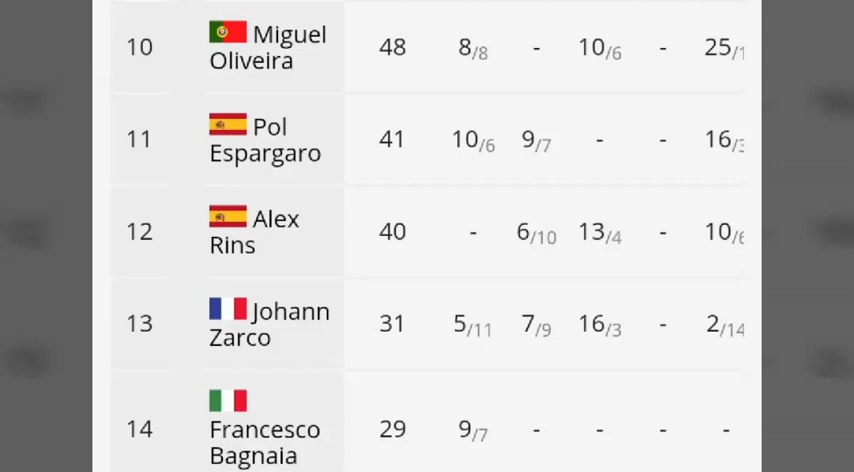 10 Miguel Oliveira 48 8/8 - 10/6 - 25/1
11 Pol Espargaro 41 10/6 9/7 - - 16/3
12 Alex Rins 40 - 6/10 13/4 - 10/6
13 Johann Zarco 31 5/11 7/9 16/3 - 2/14
14 Francesco Bagnaia 29 9/7 - - - -